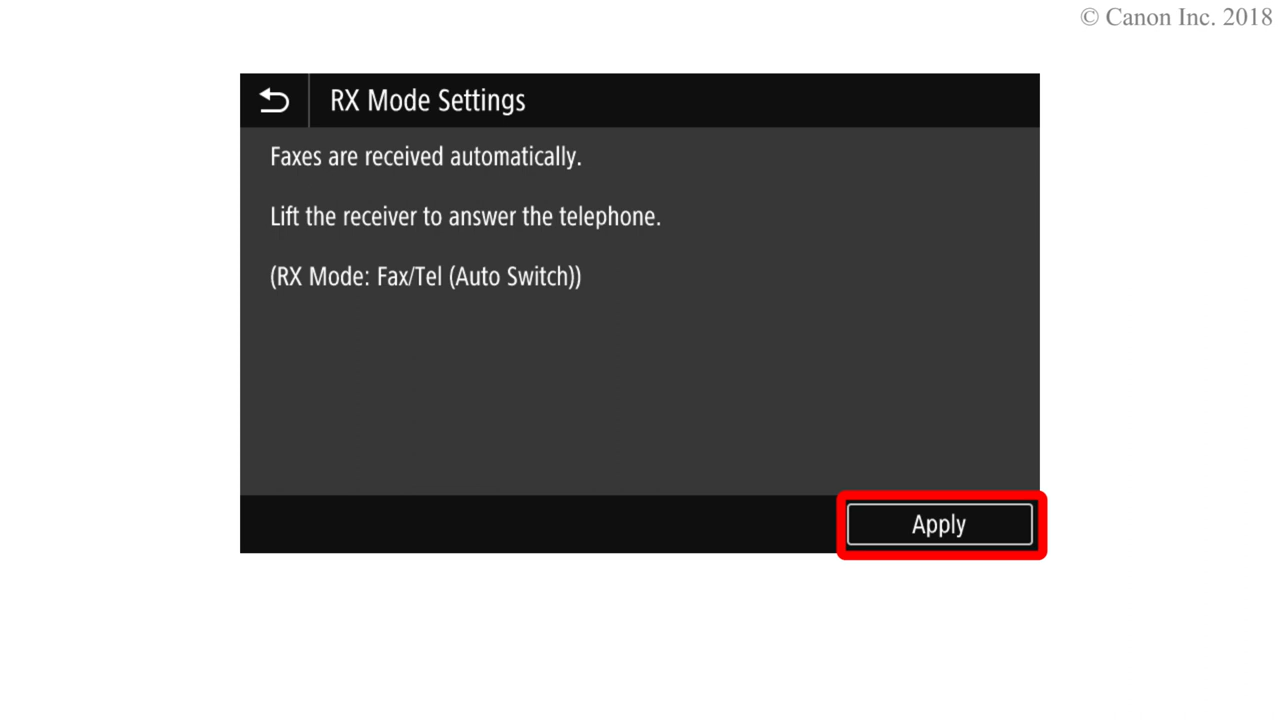 © Canon Inc. 2018
RX Mode Settings
Faxes are received automatically.
Lift the receiver to answer the telephone.
(RX Mode: Fax/Tel (Auto Switch))
Apply